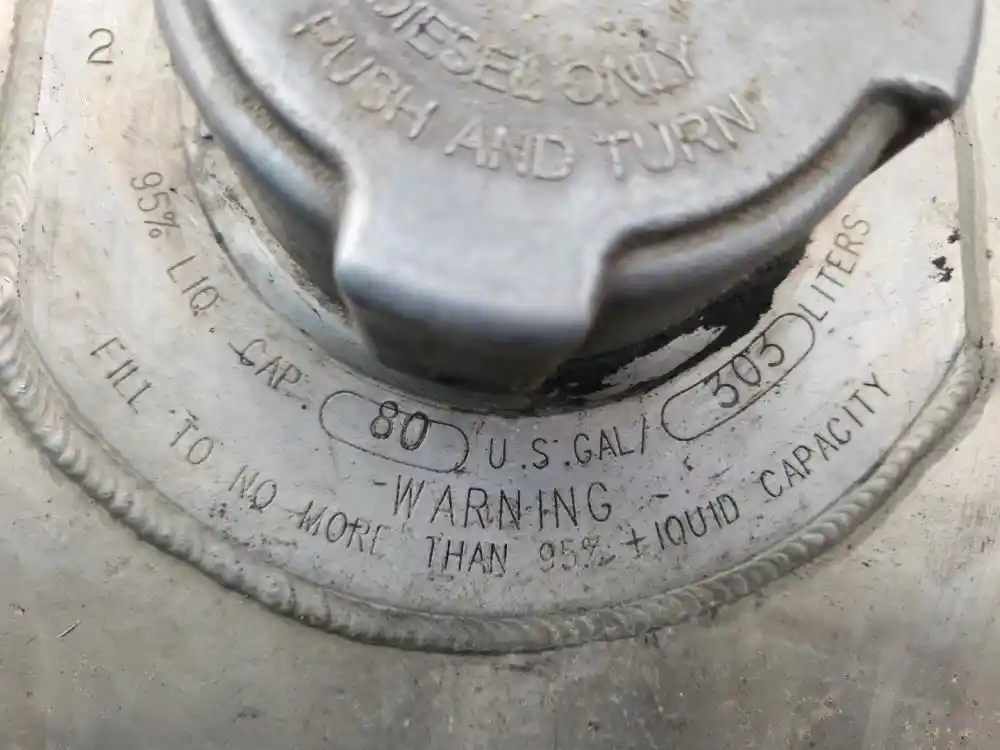 DIESEL ONLY
PUSH AND TURN
2
95% LIQ CAP 80 U.S. GAL/ 303 LITERS
-WARNING-
FILL TO NO MORE THAN 95% LIQUID CAPACITY